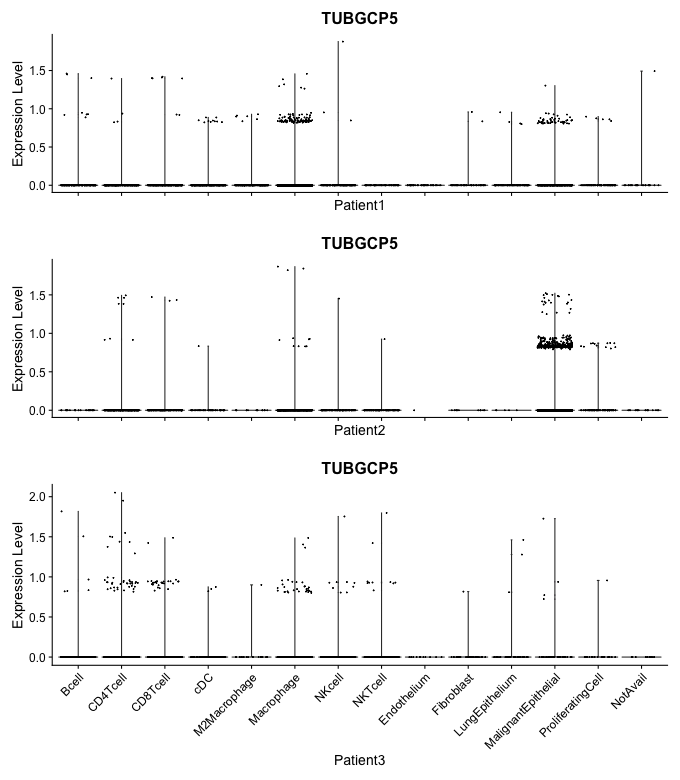 TUBGCP5
Expression Level
1.5
1.0
0.5
0.0
Patient1
TUBGCP5
Expression Level
1.5
1.0
0.5
0.0
Patient2
TUBGCP5
Expression Level
2.0
1.5
1.0
0.5
0.0
Bcell
CD4Tcell
CD8Tcell
cDC
M2Macrophage
Macrophage
NKcell
NKTcell
Endothelium
Fibroblast
LungEpithelium
MalignantEpithelial
ProliferatingCell
NotAvail
Patient3